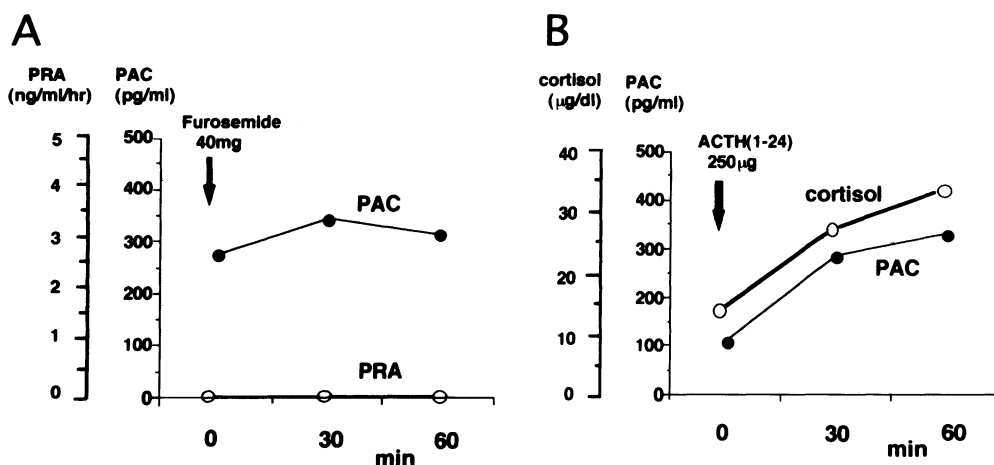 A
PRA
(ng/ml/hr)
PAC
(pg/ml)
Furosemide
40mg
5
4
3
2
1
0
500
400
300
200
100
0
PAC
PRA
0
30
60
min
B
cortisol
(μg/dl)
PAC
(pg/ml)
ACTH(1-24)
250μg
40
30
20
10
0
500
400
300
200
100
0
cortisol
PAC
0
30
60
min